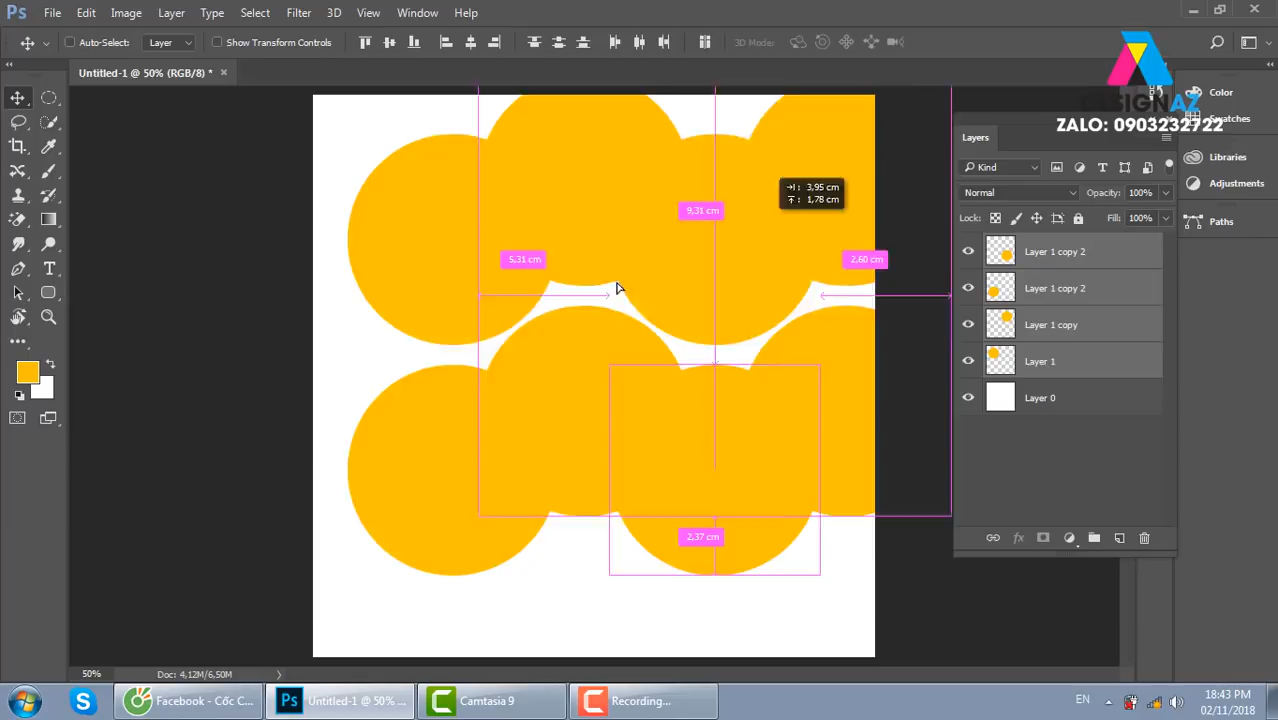 Ps File Edit Image Layer Type Select Filter 3D View Window Help
Auto-Select: Layer Show Transform Controls 3D Mode:
Untitled-1 @ 50% (RGB/8) * ×
ZALO: 0903232722
Color
Swatches
Libraries
Adjustments
Paths
Layers
Kind
Normal Opacity: 100%
Lock: Fill: 100%
Layer 1 copy 2
Layer 1 copy 2
Layer 1 copy
Layer 1
Layer 0
3,95 cm
1,78 cm
9,31 cm
5,31 cm
2,60 cm
2,37 cm
50% Doc: 4,12M/6,50M
Facebook - Cốc C...
Ps Untitled-1 @ 50% ...
Camtasia 9
Recording...
EN
18:43 PM
02/11/2018